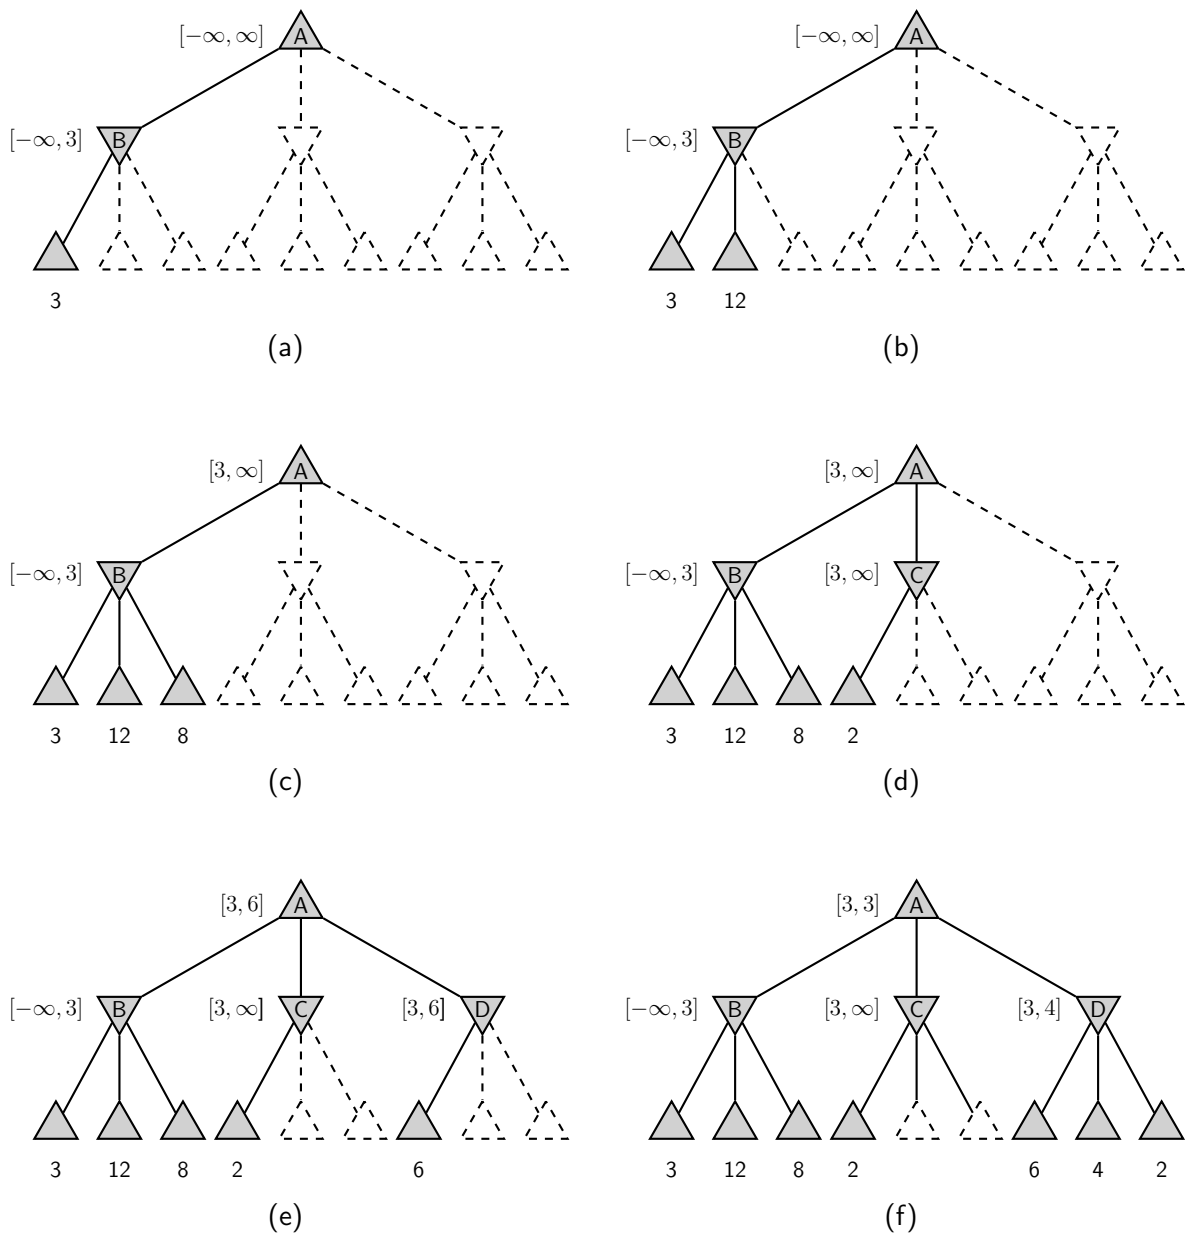 [−∞, ∞] A
[−∞, 3] B
3
(a)
[−∞, ∞] A
[−∞, 3] B
3 12
(b)
[3, ∞] A
[−∞, 3] B
3 12 8
(c)
[3, ∞] A
[−∞, 3] B [3, ∞] C
3 12 8 2
(d)
[3, 6] A
[−∞, 3] B [3, ∞] C [3, 6] D
3 12 8 2 6
(e)
[3, 3] A
[−∞, 3] B [3, ∞] C [3, 4] D
3 12 8 2 6 4 2
(f)